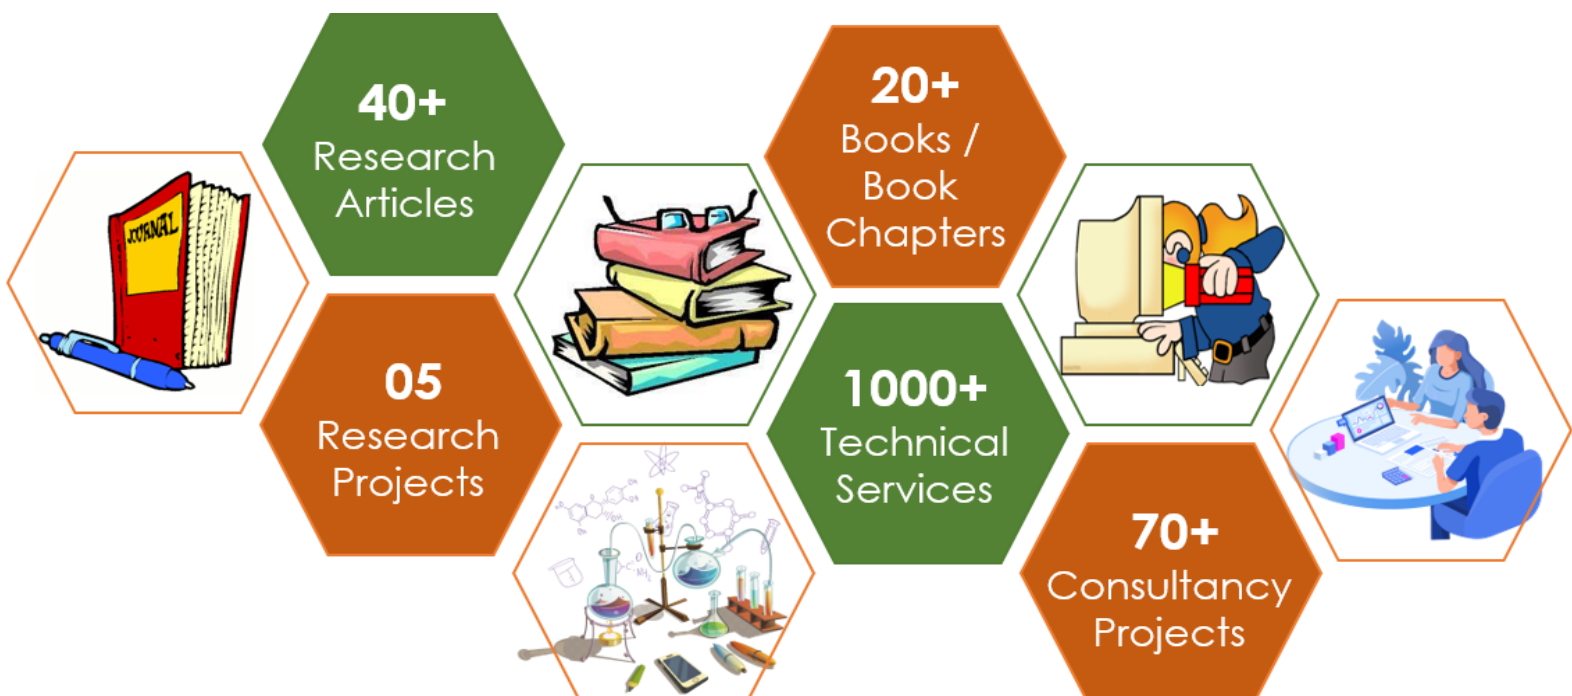 40+
Research
Articles
20+
Books /
Book
Chapters
JOURNAL
05
Research
Projects
1000+
Technical
Services
70+
Consultancy
Projects